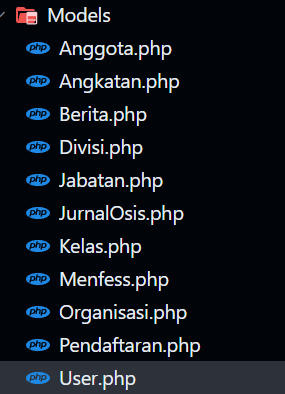 Models
php Anggota.php
php Angkatan.php
php Berita.php
php Divisi.php
php Jabatan.php
php JurnalOsis.php
php Kelas.php
php Menfess.php
php Organisasi.php
php Pendaftaran.php
php User.php